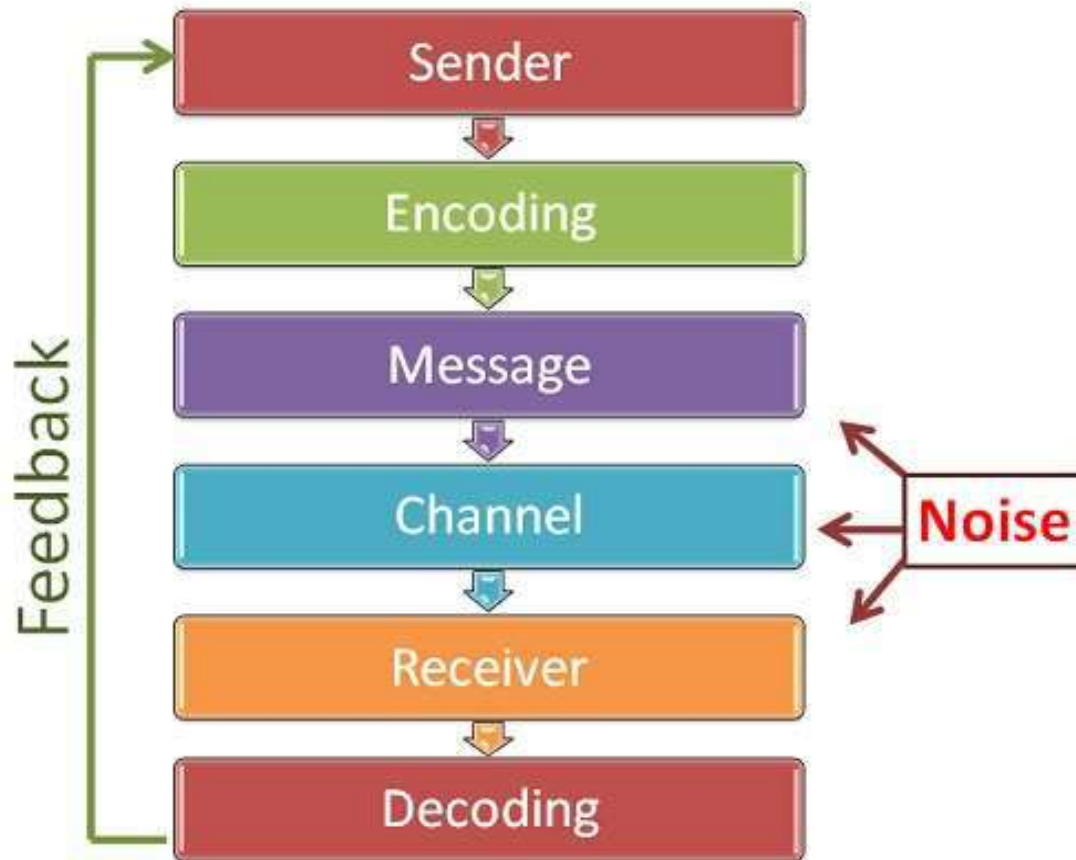 Sender
Encoding
Message
Channel
Receiver
Decoding
Feedback
Noise